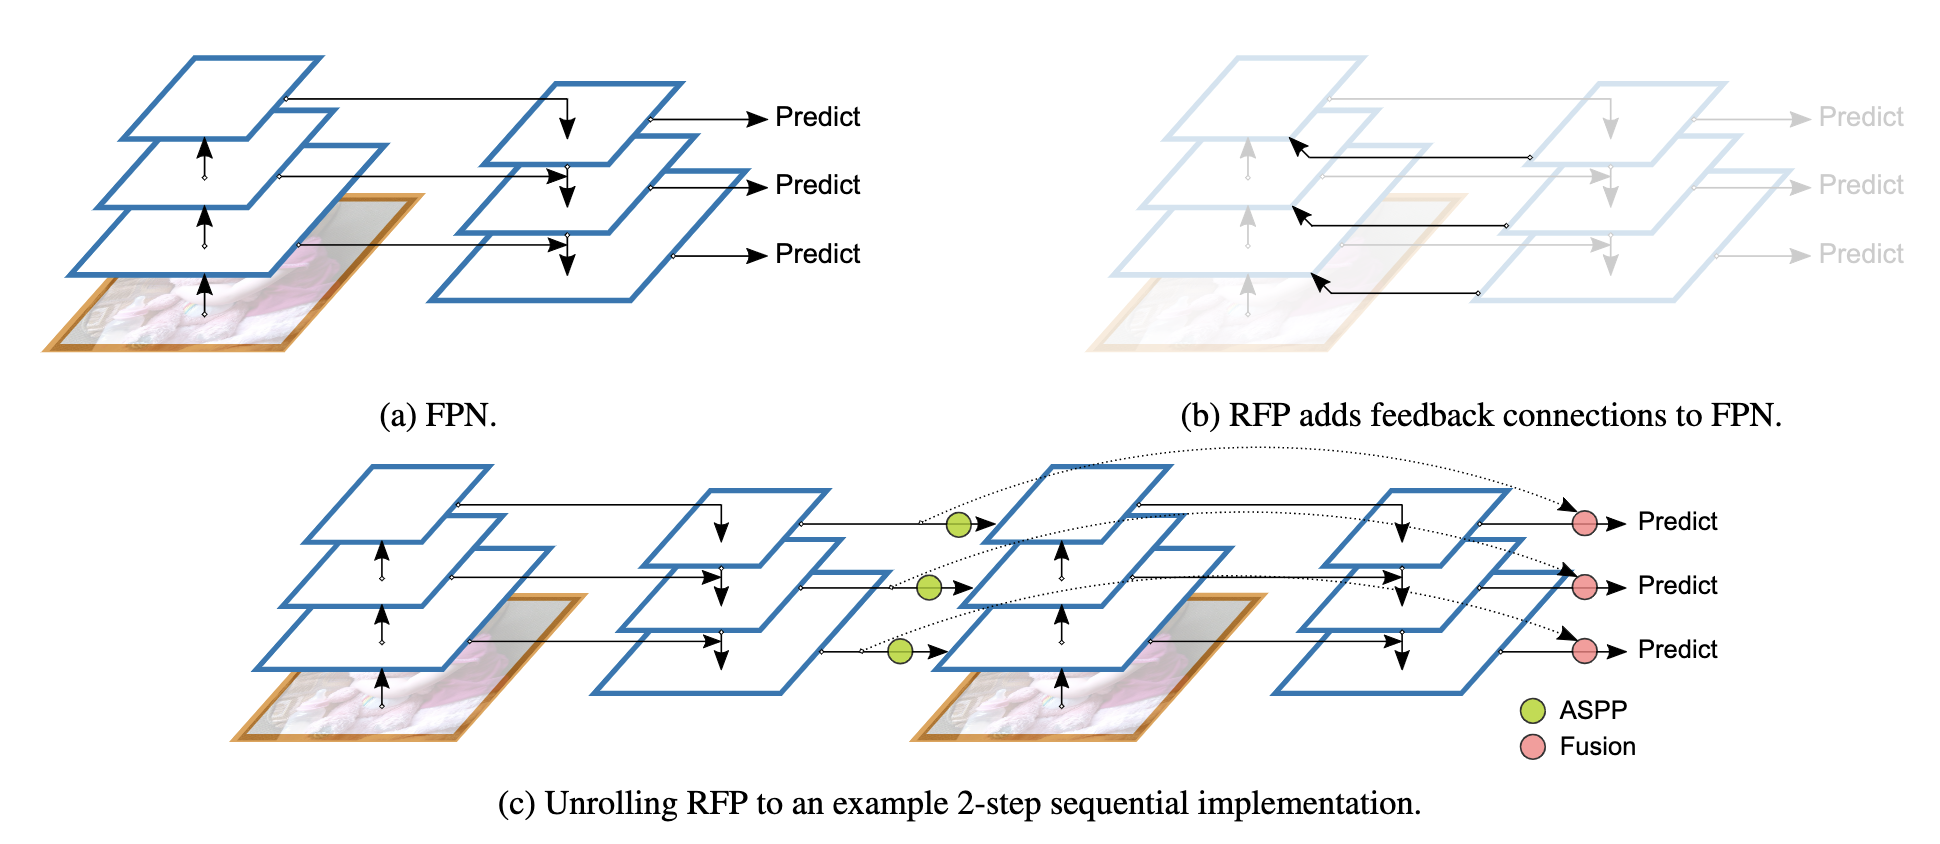 Predict
Predict
Predict
Predict
Predict
Predict
(a) FPN.
(b) RFP adds feedback connections to FPN.
Predict
Predict
Predict
ASPP
Fusion
(c) Unrolling RFP to an example 2-step sequential implementation.